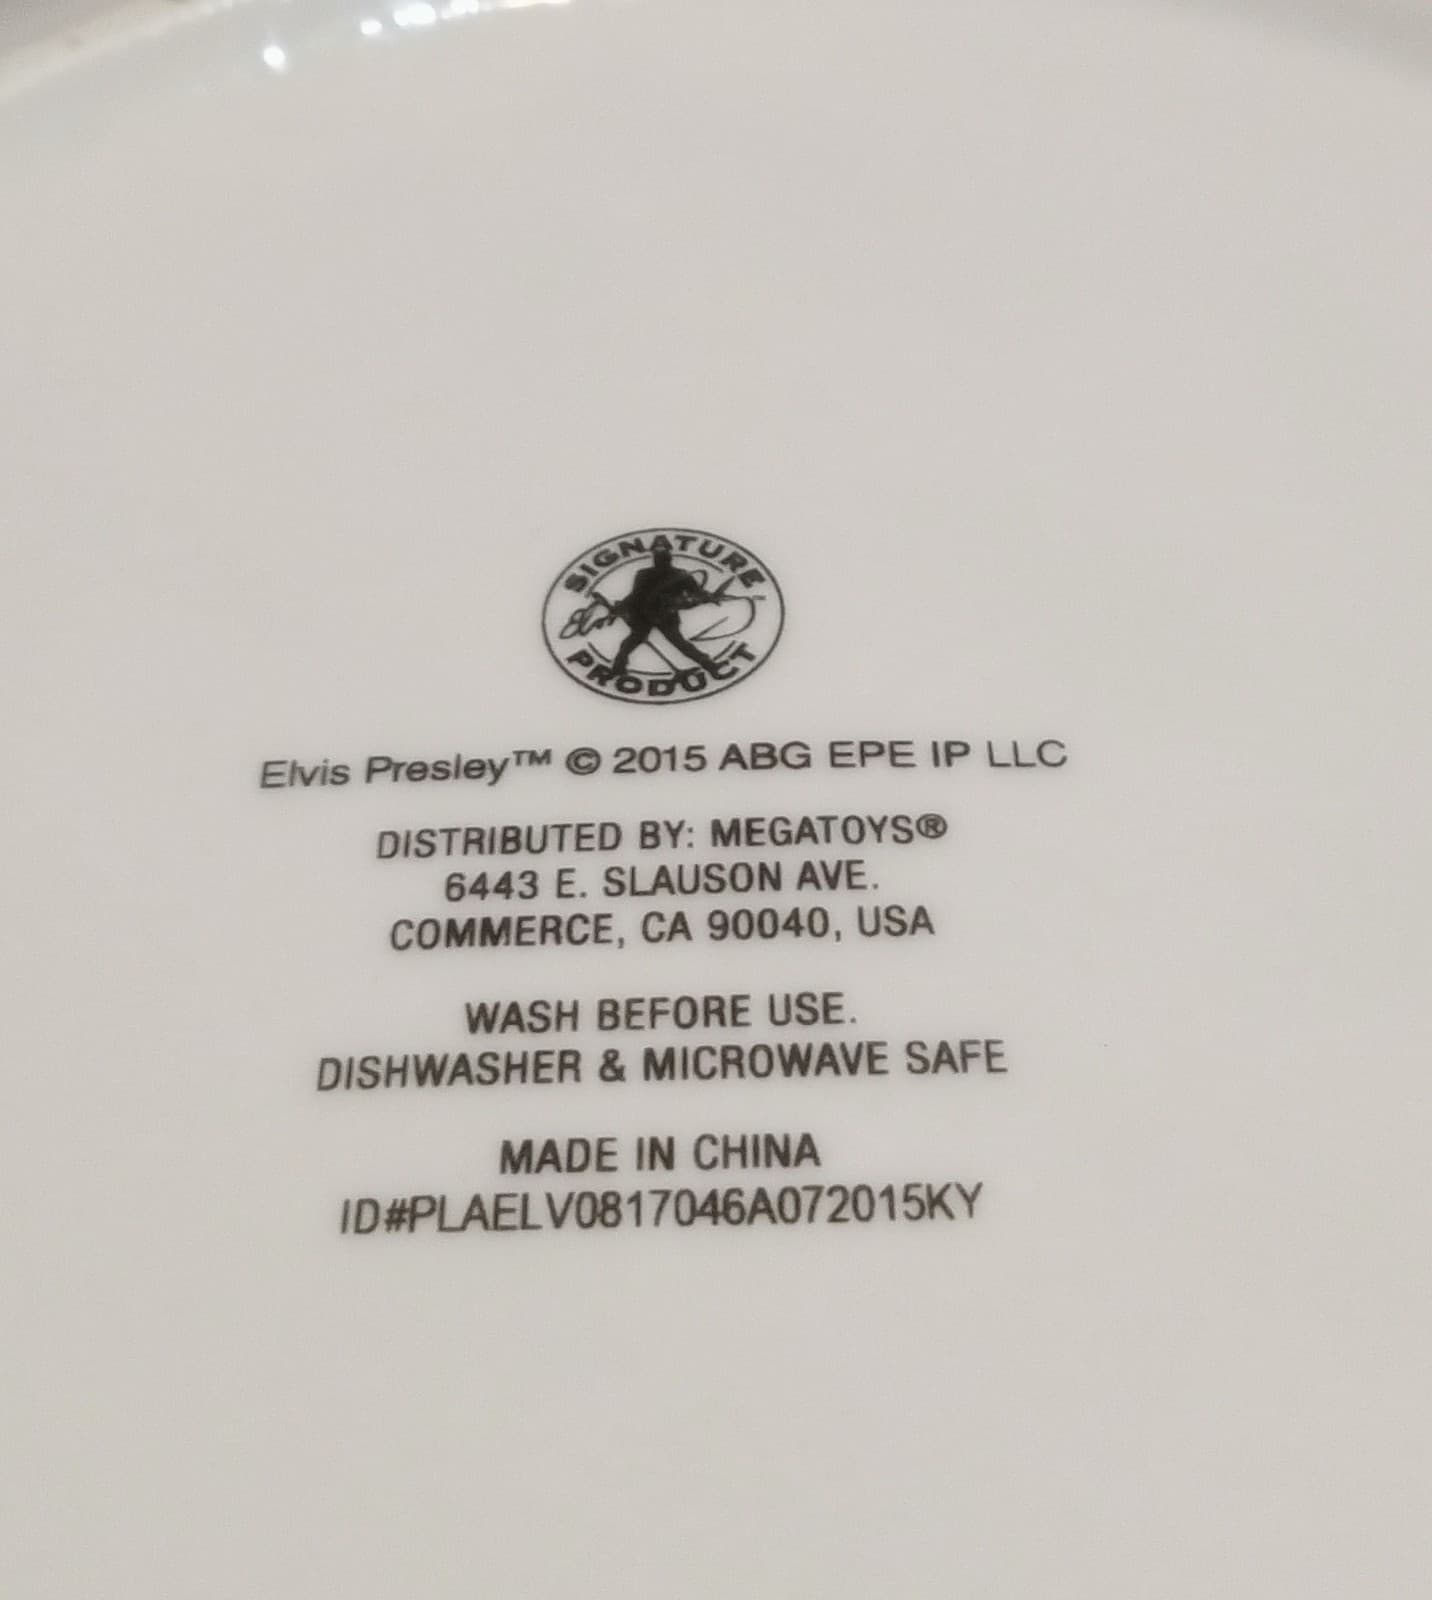 SIGNATURE
Elvis
PRODUCT
Elvis Presley™ © 2015 ABG EPE IP LLC
DISTRIBUTED BY: MEGATOYS®
6443 E. SLAUSON AVE.
COMMERCE, CA 90040, USA
WASH BEFORE USE.
DISHWASHER & MICROWAVE SAFE
MADE IN CHINA
ID#PLAELV0817046A072015KY